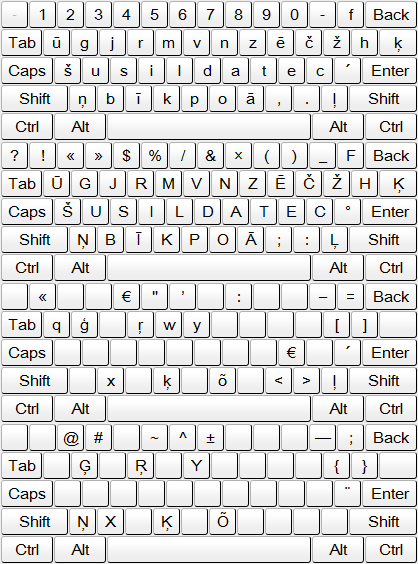 - 1 2 3 4 5 6 7 8 9 0 - f Back
Tab ū g j r m v n z ē č ž h ķ
Caps š u s i l d a t e c ´ Enter
Shift ņ b ī k p o ā , . ļ Shift
Ctrl Alt Alt Ctrl
? ! « » $ % / & × ( ) _ F Back
Tab Ū G J R M V N Z Ē Č Ž H Ķ
Caps Š U S I L D A T E C ° Enter
Shift Ņ B Ī K P O Ā ; : Ļ Shift
Ctrl Alt Alt Ctrl
« € " ’ : – = Back
Tab q ģ ŗ w y [ ]
Caps € ´ Enter
Shift x ķ õ < > ļ Shift
Ctrl Alt Alt Ctrl
@ # ~ ^ ± — ; Back
Tab Ģ Ŗ Y { }
Caps ¨ Enter
Shift Ņ X Ķ Õ Shift
Ctrl Alt Alt Ctrl